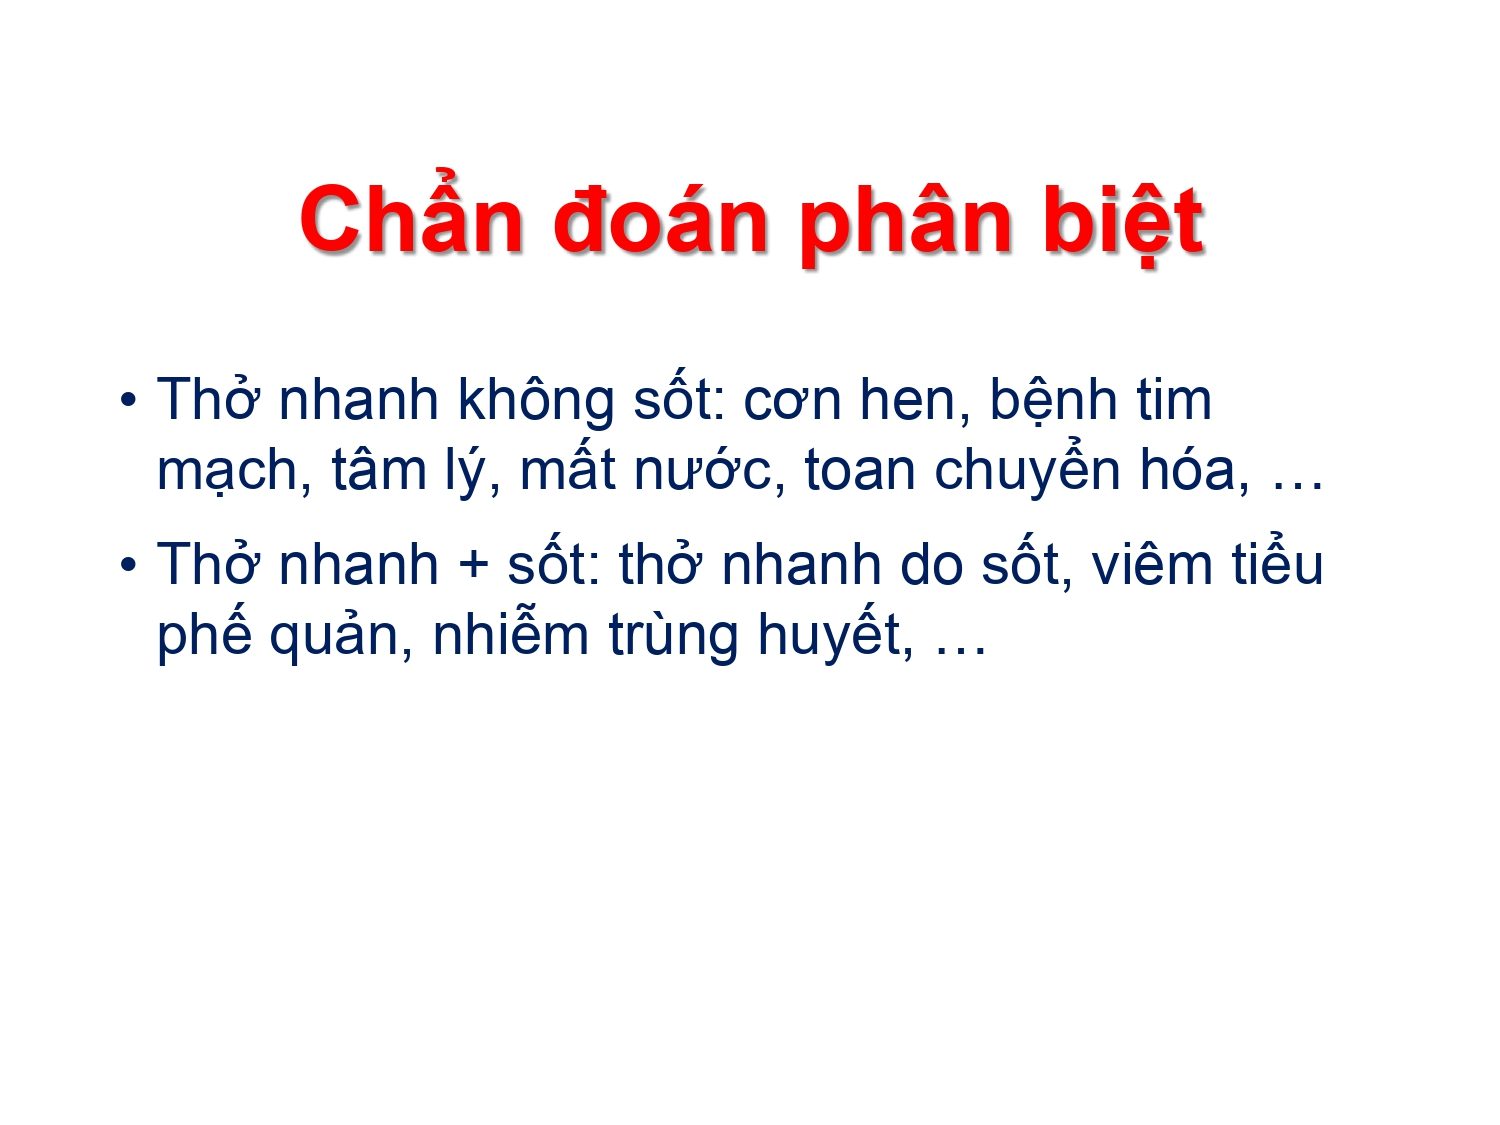 Chẩn đoán phân biệt
• Thở nhanh không sốt: cơn hen, bệnh tim
mạch, tâm lý, mất nước, toan chuyển hóa, …
• Thở nhanh + sốt: thở nhanh do sốt, viêm tiểu
phế quản, nhiễm trùng huyết, …